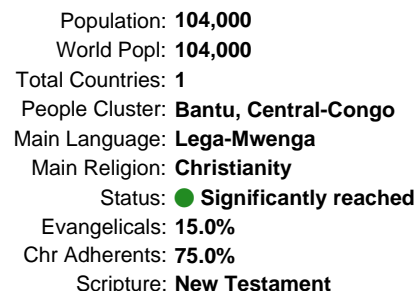 Population: 104,000
World Popl: 104,000
Total Countries: 1
People Cluster: Bantu, Central-Congo
Main Language: Lega-Mwenga
Main Religion: Christianity
Status: Significantly reached
Evangelicals: 15.0%
Chr Adherents: 75.0%
Scripture: New Testament